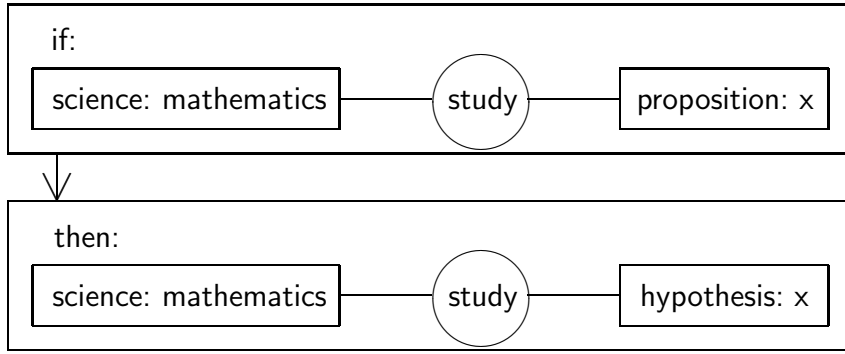 if:
science: mathematics study proposition: x
then:
science: mathematics study hypothesis: x